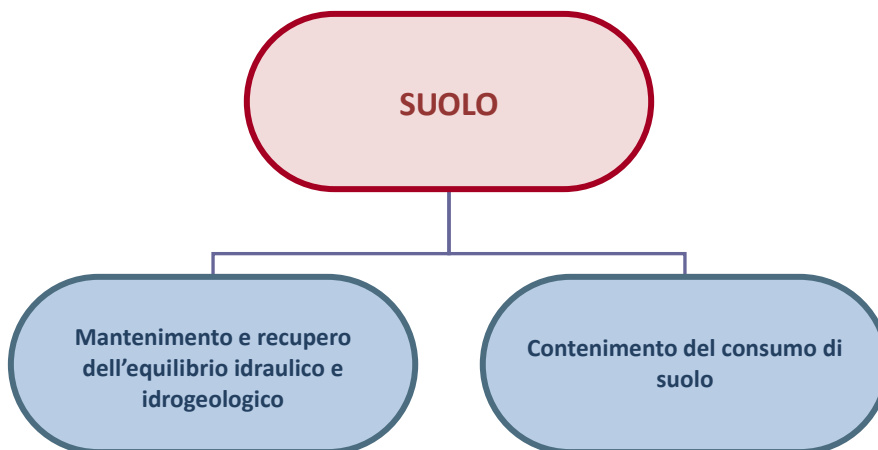 SUOLO
Mantenimento e recupero
dell’equilibrio idraulico e
idrogeologico
Contenimento del consumo di
suolo